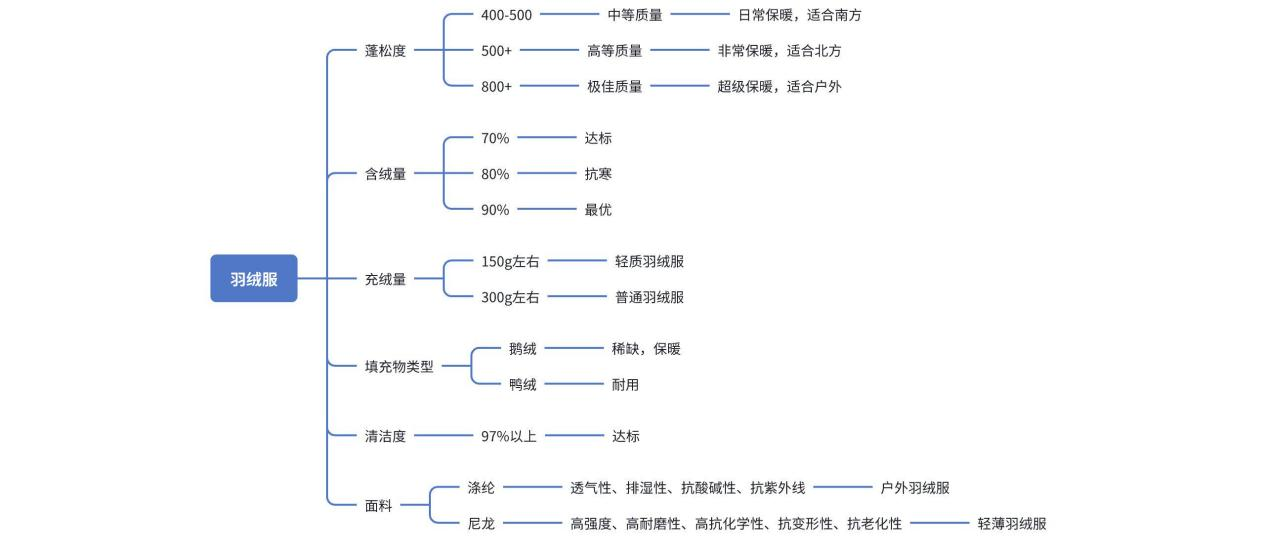 羽绒服
蓬松度
400-500 中等质量 日常保暖，适合南方
500+ 高等质量 非常保暖，适合北方
800+ 极佳质量 超级保暖，适合户外
含绒量
70% 达标
80% 抗寒
90% 最优
充绒量
150g左右 轻质羽绒服
300g左右 普通羽绒服
填充物类型
鹅绒 稀缺，保暖
鸭绒 耐用
清洁度
97%以上 达标
面料
涤纶 透气性、排湿性、抗酸碱性、抗紫外线 户外羽绒服
尼龙 高强度、高耐磨性、高抗化学性、抗变形性、抗老化性 轻薄羽绒服